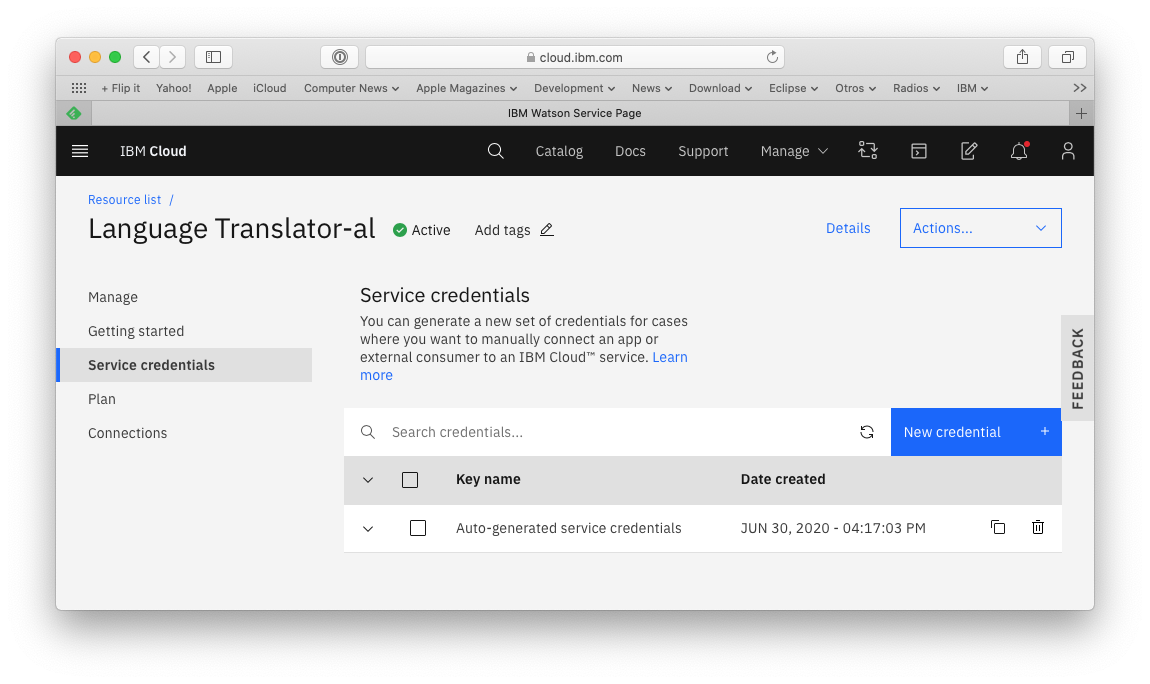 cloud.ibm.com
+ Flip it Yahoo! Apple iCloud Computer News Apple Magazines Development News Download Eclipse Otros Radios IBM >>
IBM Watson Service Page
IBM Cloud Catalog Docs Support Manage
Resource list /
Language Translator-al Active Add tags Details Actions...
Manage
Getting started
Service credentials
Plan
Connections
Service credentials
You can generate a new set of credentials for cases
where you want to manually connect an app or
external consumer to an IBM Cloud™ service. Learn
more
FEEDBACK
Search credentials... New credential +
Key name Date created
Auto-generated service credentials JUN 30, 2020 - 04:17:03 PM